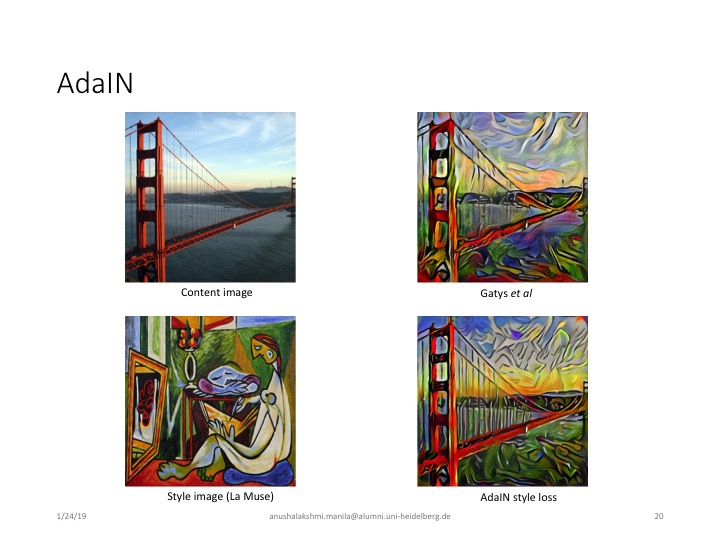 AdaIN
Content image
Gatys et al
Style image (La Muse)
AdaIN style loss
1/24/19
anushalakshmi.manila@alumni.uni-heidelberg.de
20